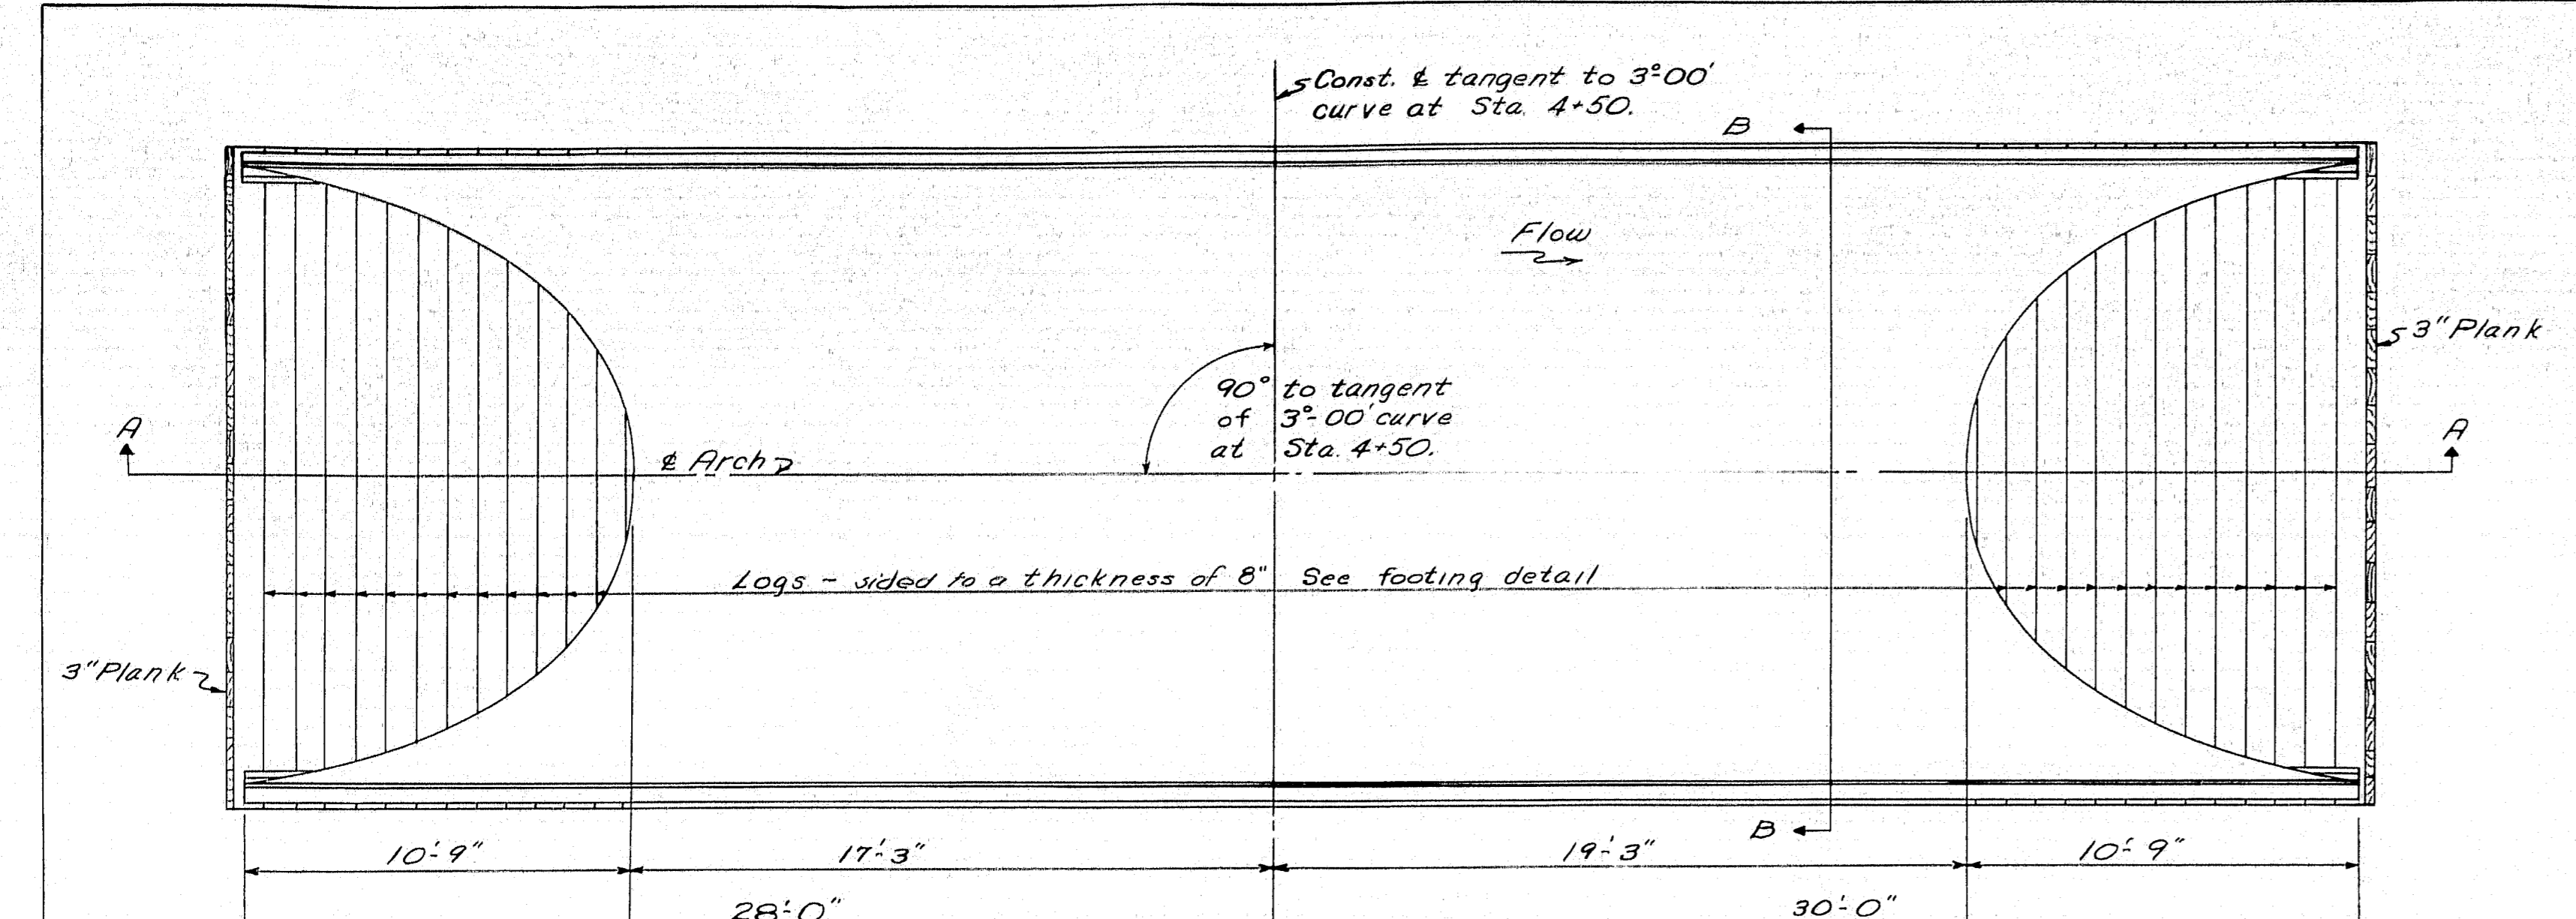 Const. ℄ tangent to 3°00'
curve at Sta. 4+50.
B
Flow
3" Plank
90° to tangent
of 3°-00' curve
at Sta. 4+50.
A
A
℄ Arch
Logs - sided to a thickness of 8" See footing detail
3" Plank
B
10'-9"
17'-3"
19'-3"
10'-9"
28'-0"
30'-0"